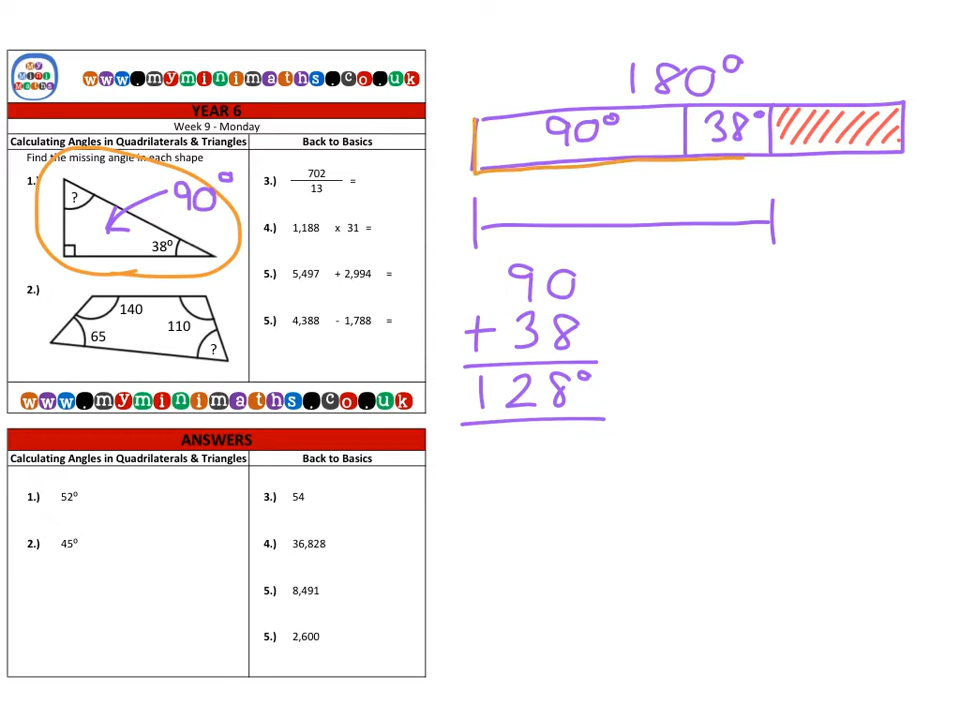 My
Mini
Maths
www.myminimaths.co.uk
YEAR 6
Week 9 - Monday
Calculating Angles in Quadrilaterals & Triangles
Back to Basics
Find the missing angle in each shape
1.)
?
38º
90°
2.)
140
65
110
?
3.) 702
13 =
4.) 1,188 x 31 =
5.) 5,497 + 2,994 =
5.) 4,388 - 1,788 =
www.myminimaths.co.uk
ANSWERS
Calculating Angles in Quadrilaterals & Triangles
Back to Basics
1.) 52º
2.) 45º
3.) 54
4.) 36,828
5.) 8,491
5.) 2,600
180°
90° 38°
90
+ 38
128°